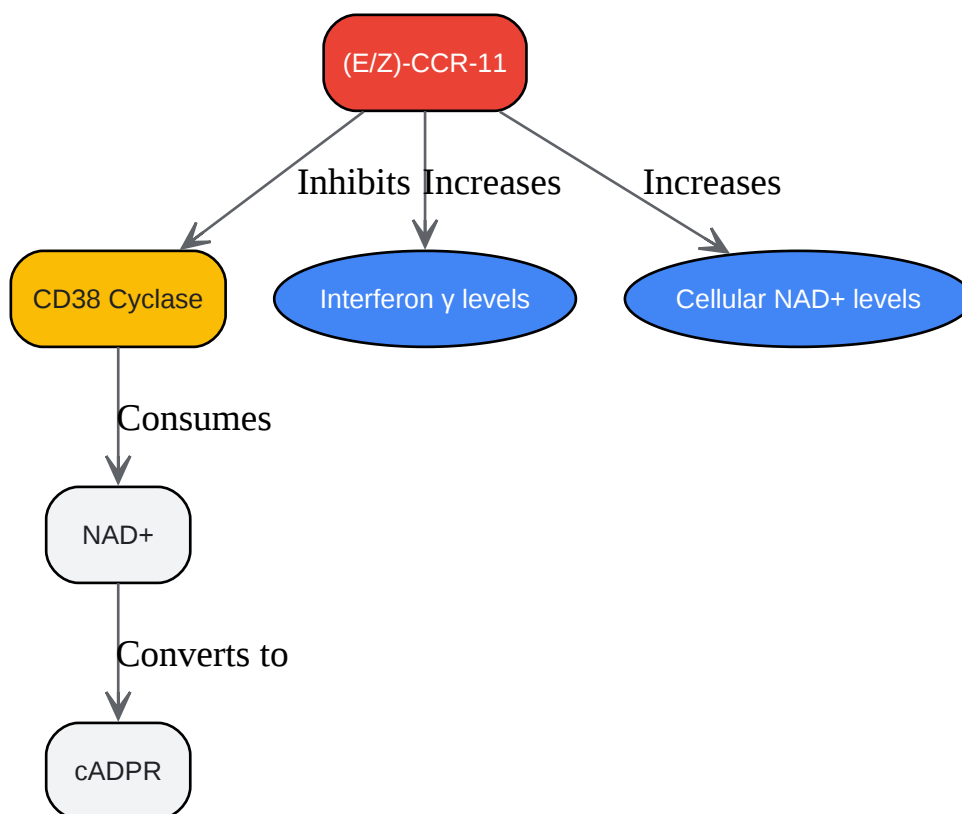 (E/Z)-CCR-11
Inhibits
Increases
Increases
CD38 Cyclase
Interferon γ levels
Cellular NAD+ levels
Consumes
NAD+
Converts to
cADPR